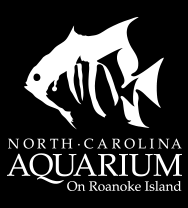 NORTH · CAROLINA
AQUARIUM
On Roanoke Island